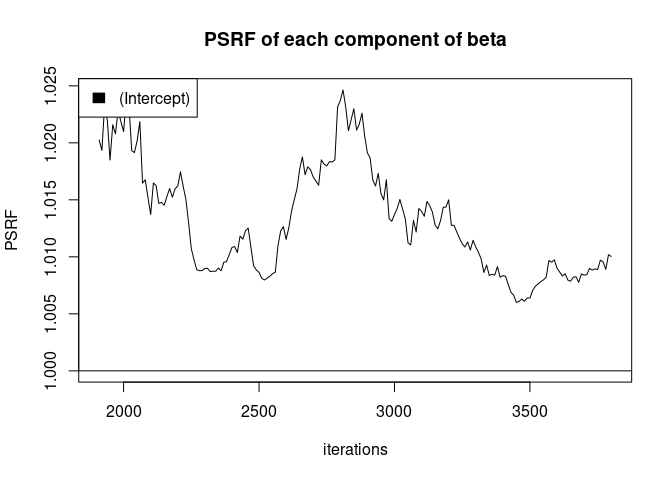 PSRF of each component of beta
(Intercept)
1.025
1.020
1.015
1.010
1.005
1.000
PSRF
2000 2500 3000 3500
iterations